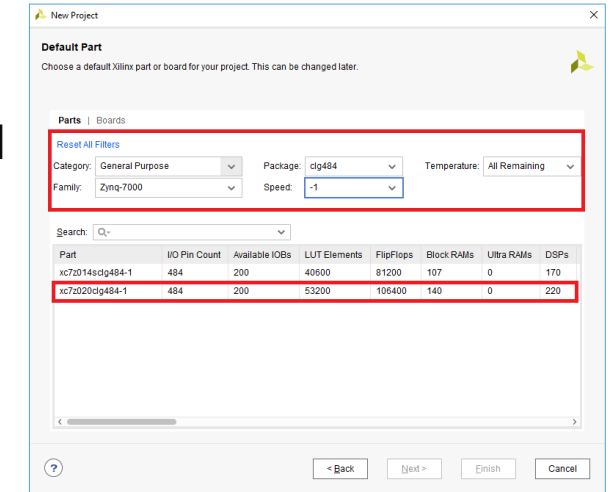 New Project
Default Part
Choose a default Xilinx part or board for your project. This can be changed later.
Parts | Boards
Reset All Filters
Category: General Purpose Package: clg484 Temperature: All Remaining
Family: Zynq-7000 Speed: -1
Search: Q-
Part I/O Pin Count Available IOBs LUT Elements FlipFlops Block RAMs Ultra RAMs DSPs
xc7z014sclg484-1 484 200 40600 81200 107 0 170
xc7z020clg484-1 484 200 53200 106400 140 0 220
? < Back Next > Finish Cancel